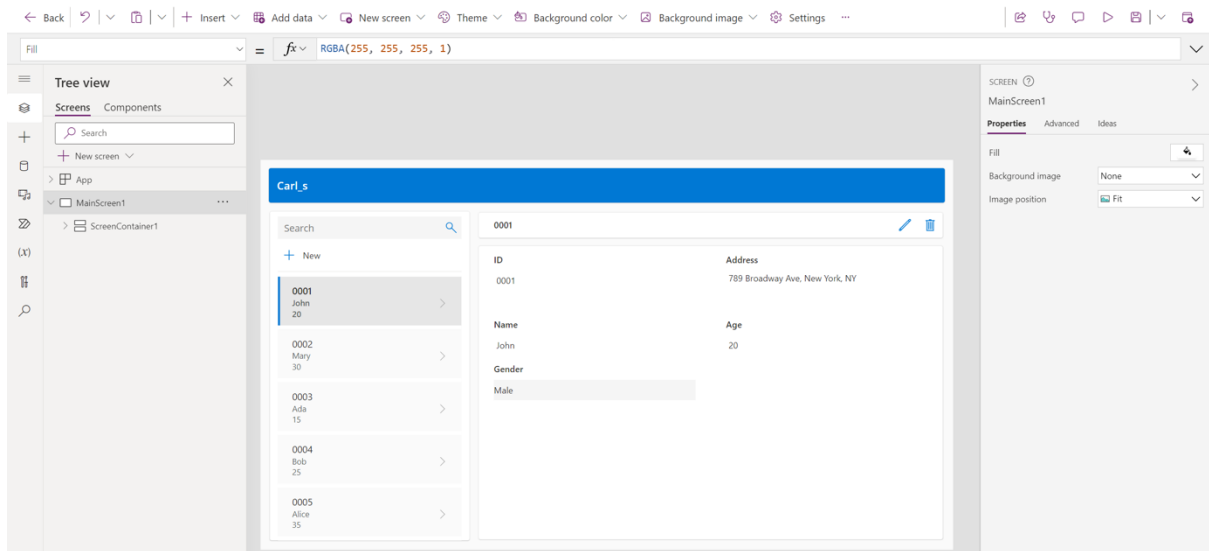 Back Insert Add data New screen Theme Background color Background image Settings ...
Fill = fx RGBA(255, 255, 255, 1)
Tree view
Screens Components
Search
New screen
App
MainScreen1 ...
ScreenContainer1
(x)
Carl_s
Search
New
0001
John
20
0002
Mary
30
0003
Ada
15
0004
Bob
25
0005
Alice
35
0001
ID Address
0001 789 Broadway Ave, New York, NY
Name Age
John 20
Gender
Male
SCREEN ?
MainScreen1
Properties Advanced Ideas
Fill
Background image None
Image position Fit